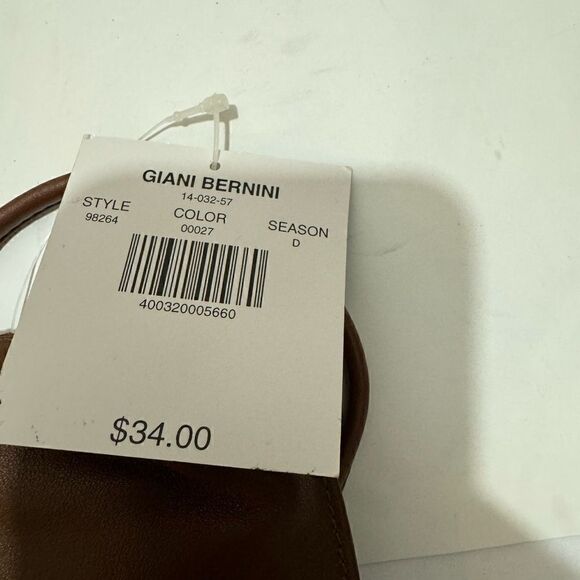 GIANI BERNINI
14-032-57
STYLE COLOR SEASON
98264 00027 D
400320005660
$34.00